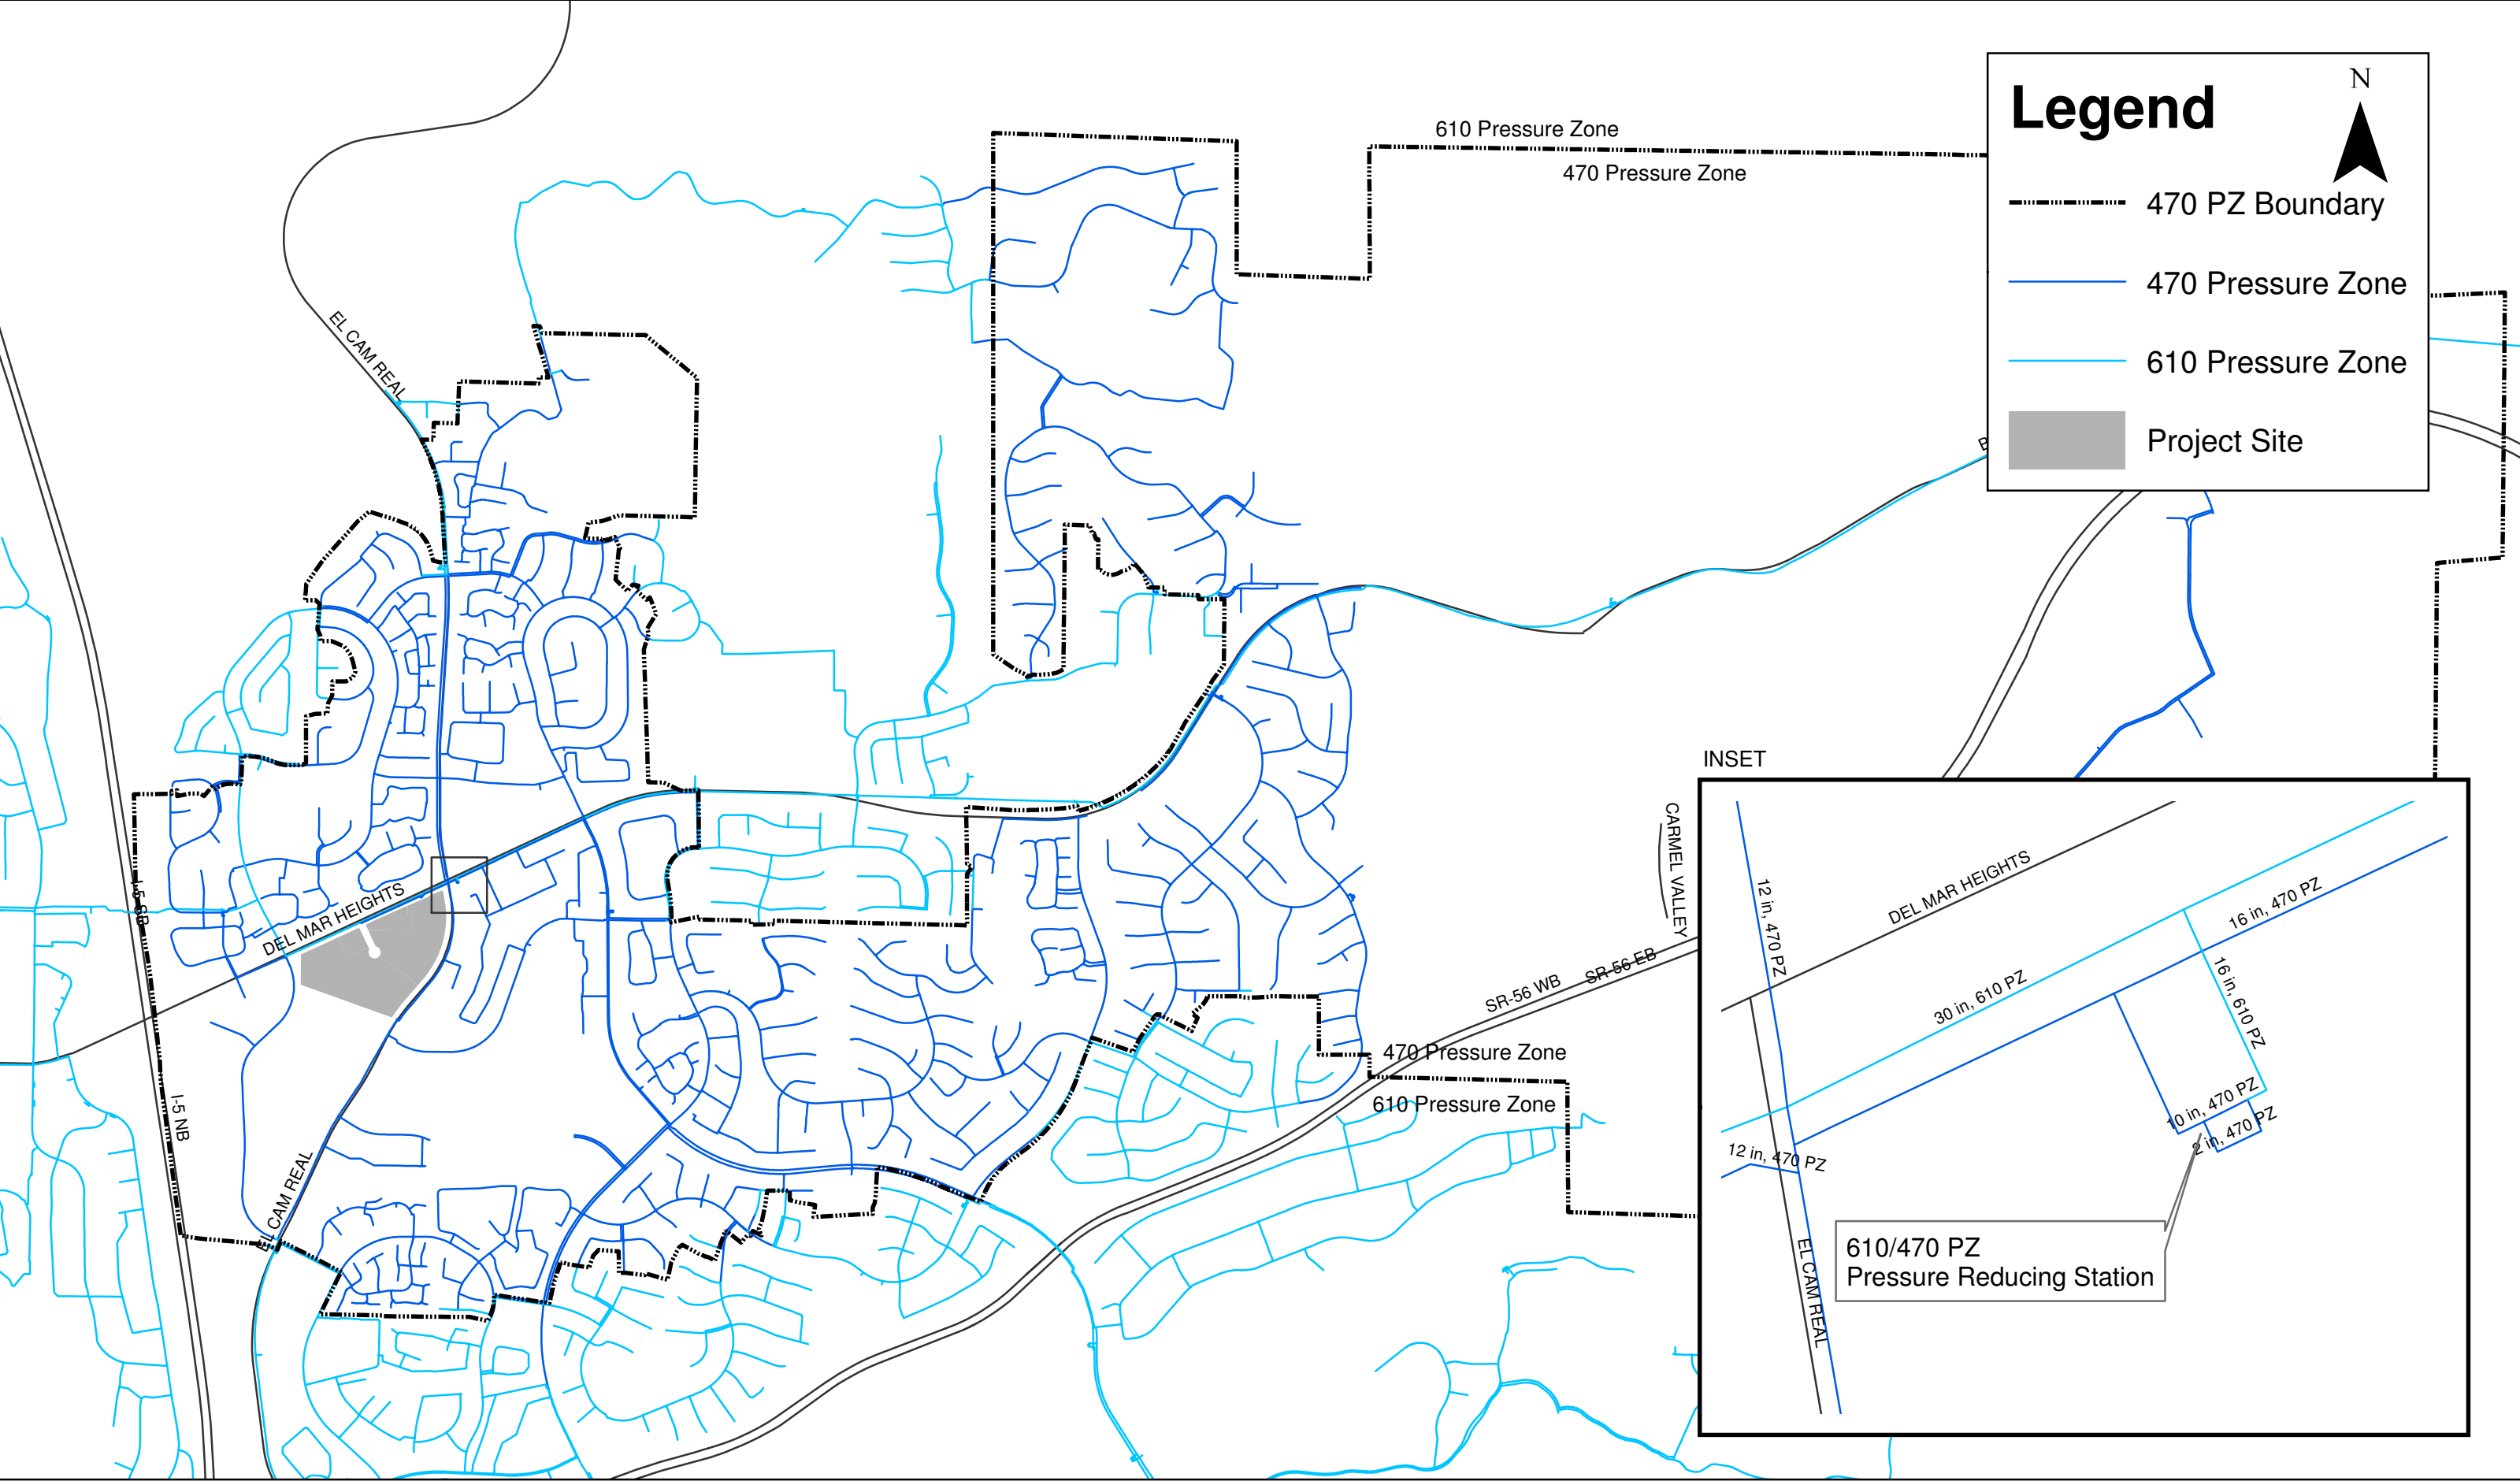 610 Pressure Zone
470 Pressure Zone
Legend
N
470 PZ Boundary
470 Pressure Zone
610 Pressure Zone
Project Site
EL CAM REAL
B
I-5 SB
DEL MAR HEIGHTS
CARMEL VALLEY
SR-56 WB
SR-56 EB
470 Pressure Zone
610 Pressure Zone
I-5 NB
EL CAM REAL
INSET
12 in, 470 PZ
DEL MAR HEIGHTS
16 in, 470 PZ
30 in, 610 PZ
16 in, 610 PZ
10 in, 470 PZ
2 in, 470 PZ
12 in, 470 PZ
EL CAM REAL
610/470 PZ
Pressure Reducing Station